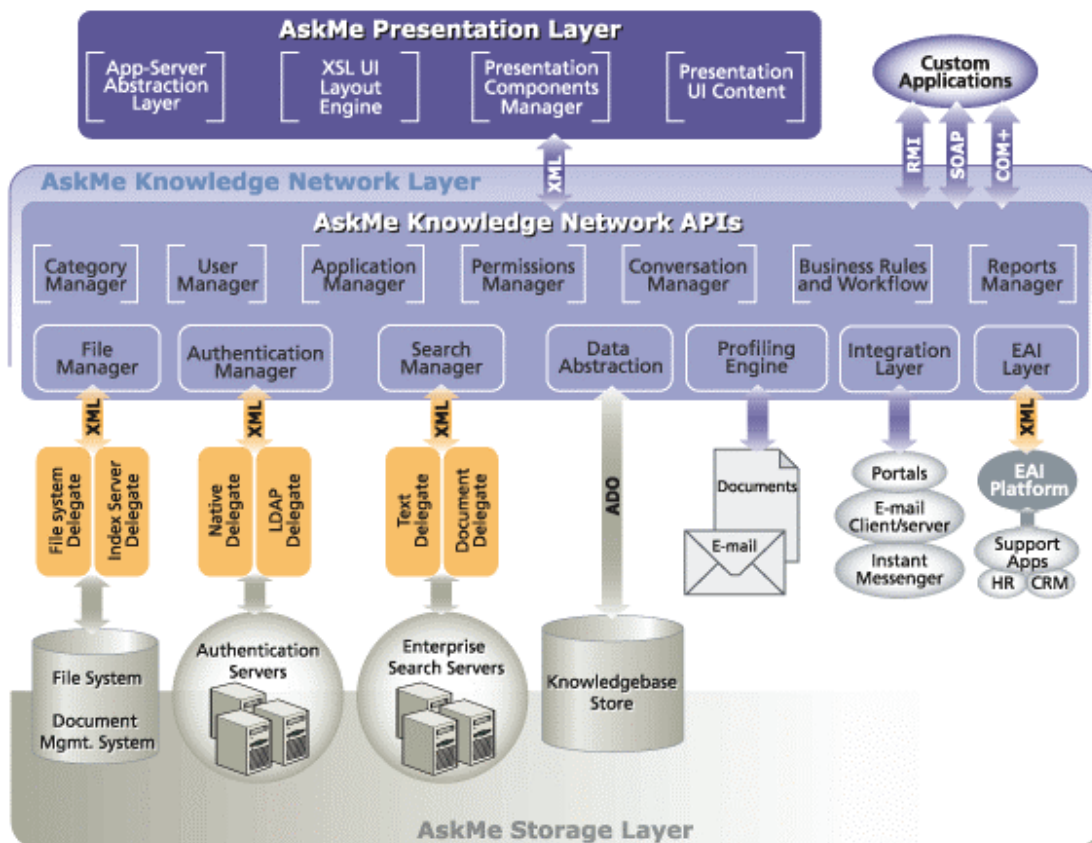 AskMe Presentation Layer
App-Server
Abstraction
Layer
XSL UI
Layout
Engine
Presentation
Components
Manager
Presentation
UI Content
Custom
Applications
XML
RMI
SOAP
COM+
AskMe Knowledge Network Layer
AskMe Knowledge Network APIs
Category
Manager
User
Manager
Application
Manager
Permissions
Manager
Conversation
Manager
Business Rules
and Workflow
Reports
Manager
File
Manager
Authentication
Manager
Search
Manager
Data
Abstraction
Profiling
Engine
Integration
Layer
EAI
Layer
XML
XML
XML
ADO
XML
File system
Delegate
Index Server
Delegate
Native
Delegate
LDAP
Delegate
Text
Delegate
Document
Delegate
Documents
E-mail
Portals
E-mail
Client/server
Instant
Messenger
EAI
Platform
Support
Apps
HR
CRM
File System
Document
Mgmt. System
Authentication
Servers
Enterprise
Search Servers
Knowledgebase
Store
AskMe Storage Layer